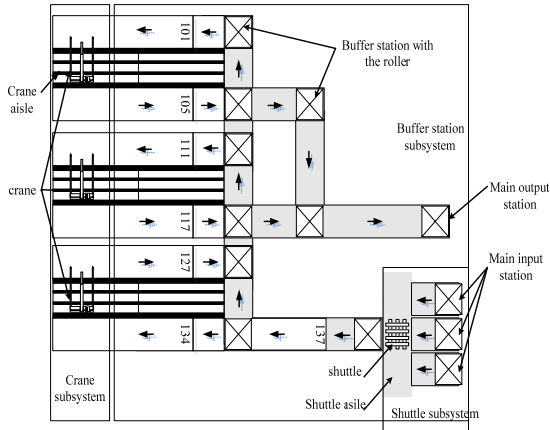 101
Buffer station with
the roller
Crane
aisle
105
Buffer station
subsystem
111
crane
117
Main output
station
127
Main input
station
134
137
shuttle
Crane
subsystem
Shuttle asile
Shuttle subsystem